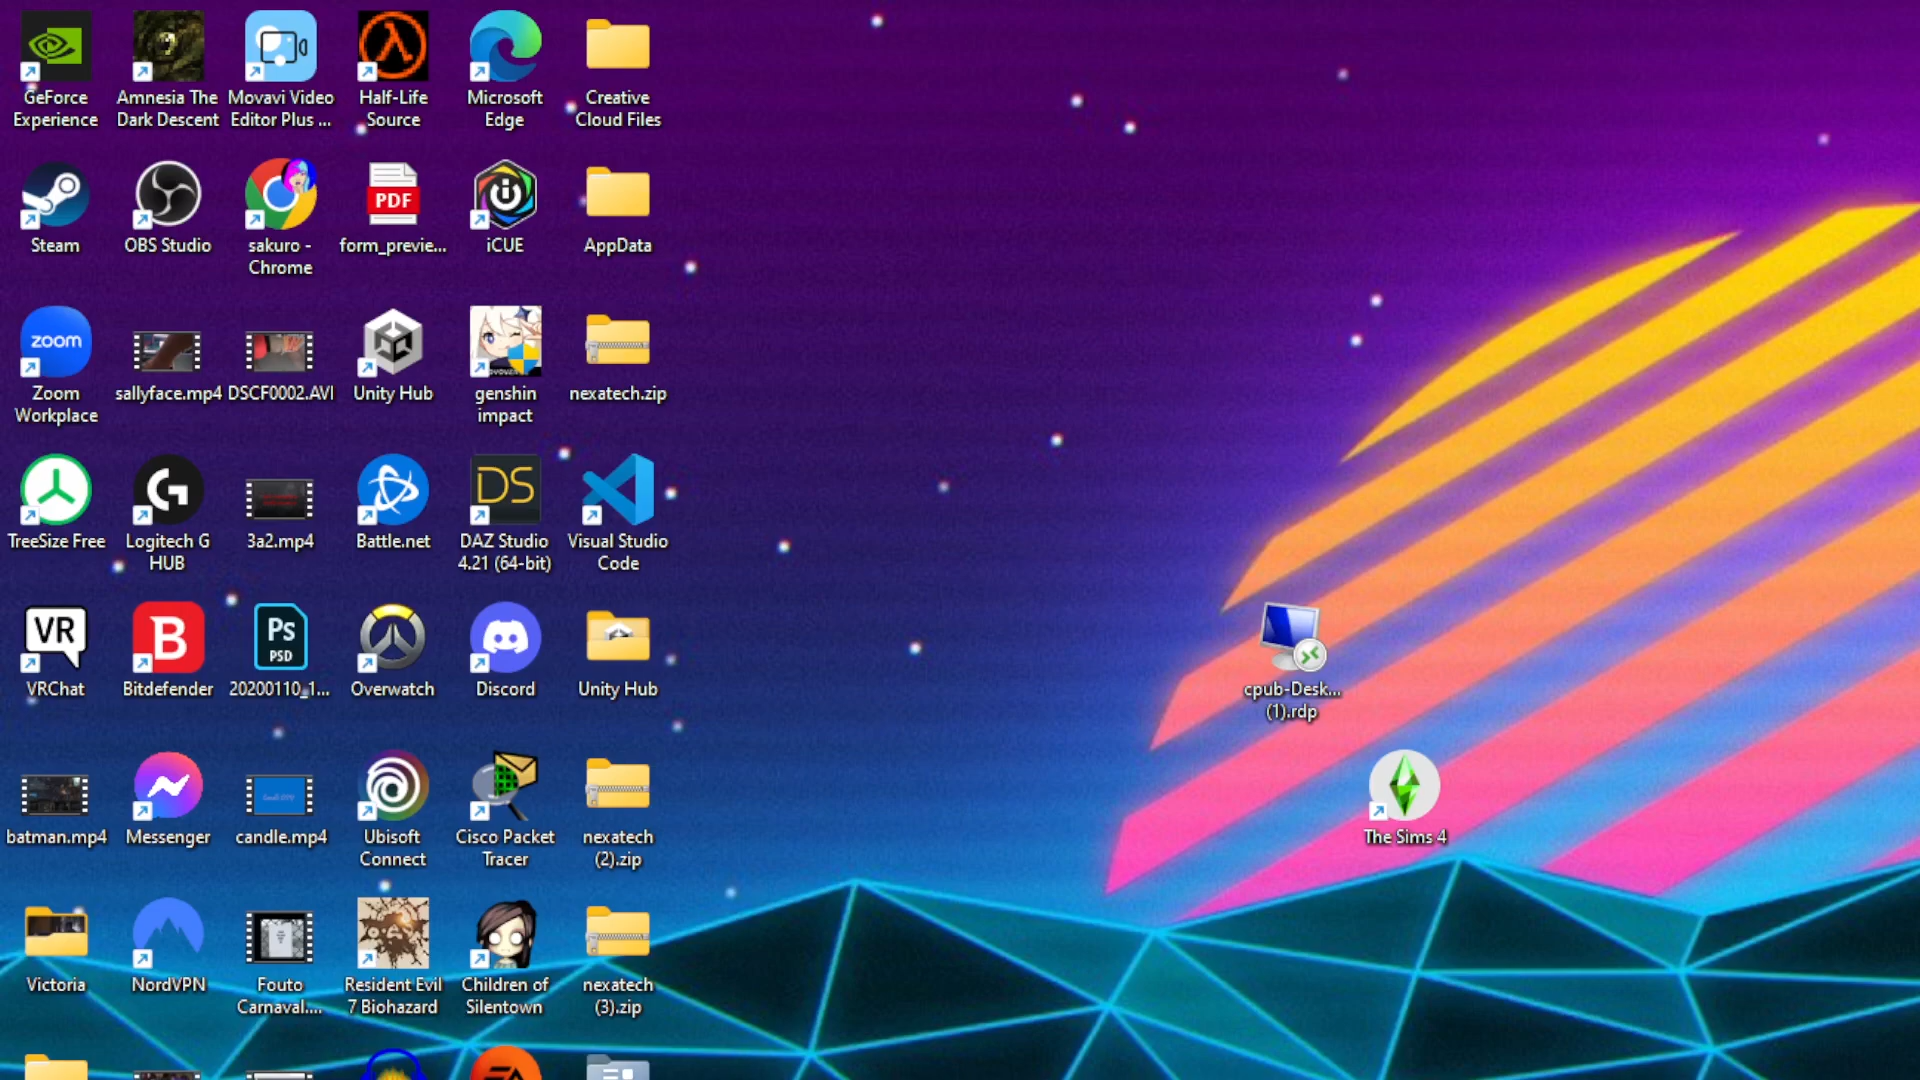 GeForce
Experience
Amnesia The
Dark Descent
Movavi Video
Editor Plus ...
Half-Life
Source
Microsoft
Edge
Creative
Cloud Files
Steam
OBS Studio
sakuro -
Chrome
PDF
form_previe...
iCUE
AppData
zoom
Zoom
Workplace
sallyface.mp4
DSCF0002.AVI
Unity Hub
genshin
impact
nexatech.zip
TreeSize Free
Logitech G
HUB
3a2.mp4
Battle.net
DS
DAZ Studio
4.21 (64-bit)
Visual Studio
Code
VR
VRChat
B
Bitdefender
Ps
PSD
20200110_1...
Overwatch
Discord
Unity Hub
cpub-Desk...
(1).rdp
batman.mp4
Messenger
candle.mp4
Ubisoft
Connect
Cisco Packet
Tracer
nexatech
(2).zip
The Sims 4
Victoria
NordVPN
Fouto
Carnaval....
Resident Evil
7 Biohazard
Children of
Silentown
nexatech
(3).zip